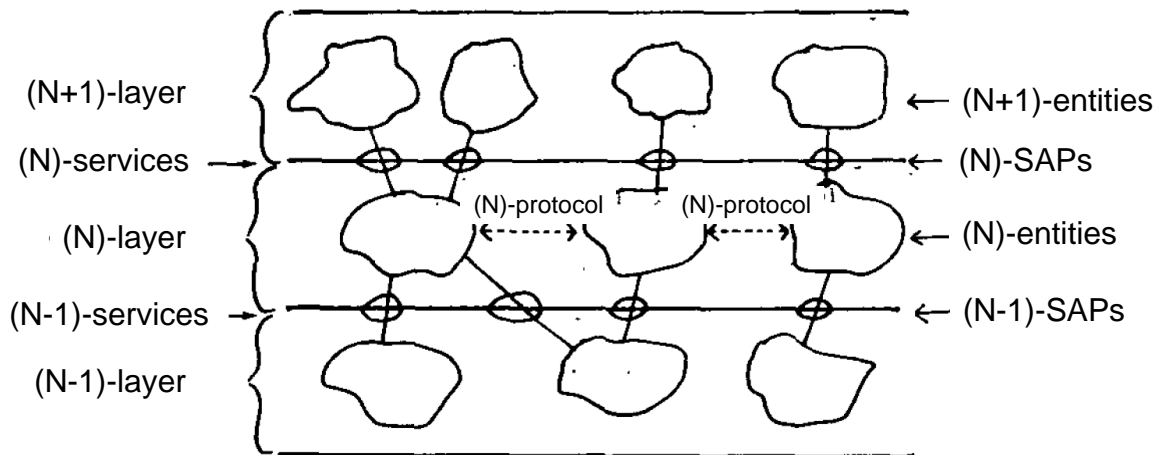 (N+1)-layer
(N+1)-entities
(N)-services
(N)-SAPs
(N)-protocol
(N)-protocol
(N)-layer
(N)-entities
(N-1)-services
(N-1)-SAPs
(N-1)-layer